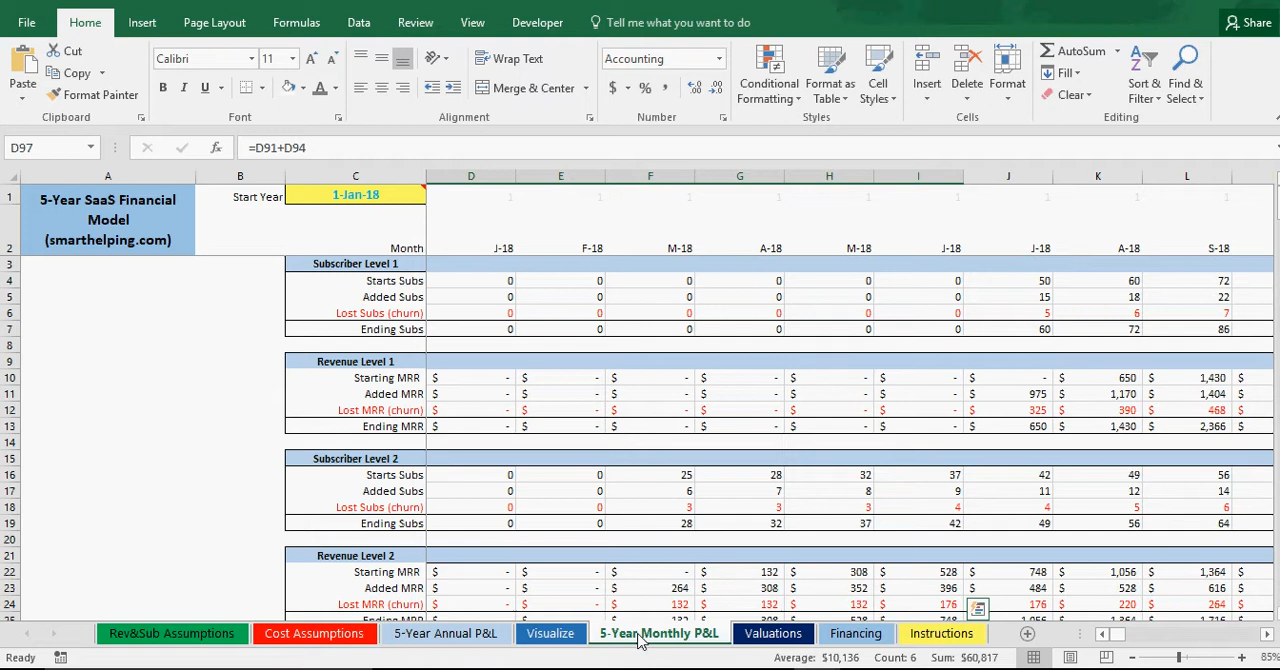 File Home Insert Page Layout Formulas Data Review View Developer Tell me what you want to do Share
Cut Calibri 11 A A Wrap Text Accounting AutoSum
Paste Copy Conditional Format as Cell Insert Delete Format Fill Sort & Find &
Format Painter B I U A Merge & Center $ % , Formatting Table Styles Clear Filter Select
Clipboard Font Alignment Number Styles Cells Editing
D97 fx =D91+D94
A B C D E F G H I J K L
1 5-Year SaaS Financial Model (smarthelping.com) Start Year 1-Jan-18 1 1 1 1 1 1 1 1 1
2 Month J-18 F-18 M-18 A-18 M-18 J-18 J-18 A-18 S-18
3 Subscriber Level 1
4 Starts Subs 0 0 0 0 0 0 50 60 72
5 Added Subs 0 0 0 0 0 0 15 18 22
6 Lost Subs (churn) 0 0 0 0 0 0 5 6 7
7 Ending Subs 0 0 0 0 0 0 60 72 86
8
9 Revenue Level 1
10 Starting MRR $ - $ - $ - $ - $ - $ - $ - $ 650 $ 1,430 $
11 Added MRR $ - $ - $ - $ - $ - $ - $ 975 $ 1,170 $ 1,404 $
12 Lost MRR (churn) $ - $ - $ - $ - $ - $ - $ 325 $ 390 $ 468 $
13 Ending MRR $ - $ - $ - $ - $ - $ - $ 650 $ 1,430 $ 2,366 $
14
15 Subscriber Level 2
16 Starts Subs 0 0 25 28 32 37 42 49 56
17 Added Subs 0 0 6 7 8 9 11 12 14
18 Lost Subs (churn) 0 0 3 3 3 4 4 5 6
19 Ending Subs 0 0 28 32 37 42 49 56 64
20
21 Revenue Level 2
22 Starting MRR $ - $ - $ - $ 132 $ 308 $ 528 $ 748 $ 1,056 $ 1,364 $
23 Added MRR $ - $ - $ 264 $ 308 $ 352 $ 396 $ 484 $ 528 $ 616 $
24 Lost MRR (churn) $ - $ - $ 132 $ 132 $ 132 $ 176 $ 176 $ 220 $ 264 $
Rev&Sub Assumptions Cost Assumptions 5-Year Annual P&L Visualize 5-Year Monthly P&L Valuations Financing Instructions
Ready Average: $10,136 Count: 6 Sum: $60,817 85%